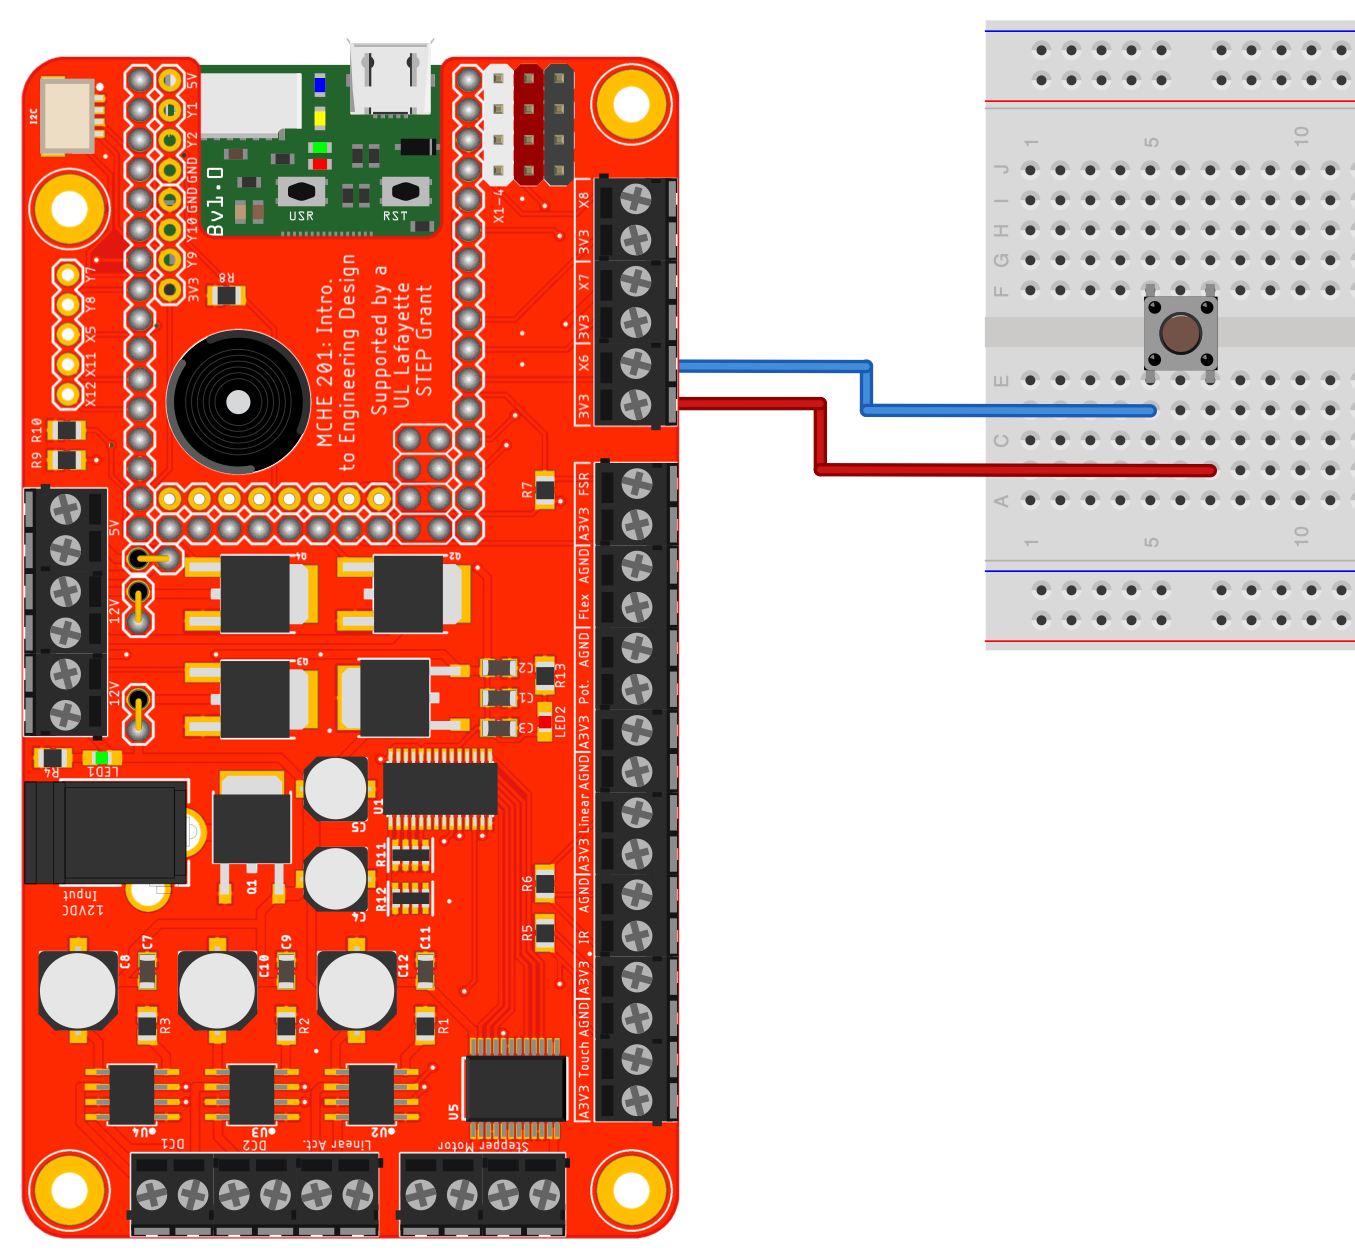 I2C
5V
Y1
Y2
GND
GND
Y10
Y9
3V3
Bv1.0
USR
RST
X1-4
X8
3V3
X7
3V3
X6
3V3
Y7
Y8
X5
X11
X12
R8
MCHE 201: Intro.
to Engineering Design
Supported by a
UL Lafayette
STEP Grant
R10
R9
R7
5V
12V
12V
Q4
Q2
Q3
FSR
A3V3
AGND
Flex
AGND
Pot.
A3V3
AGND
Linear
A3V3
AGND
IR
A3V3
AGND
Touch
A3V3
C2
C1
C3
R13
LED2
R4
LED1
U1
C5
C4
R11
R12
Q1
12VDC
Input
R6
R5
C8
C7
C10
C9
C12
C11
R3
R2
R1
U4
U3
U2
U5
DC1
DC2
Linear Act.
Stepper Motor
1
5
10
J
I
H
G
F
E
C
A
1
5
10